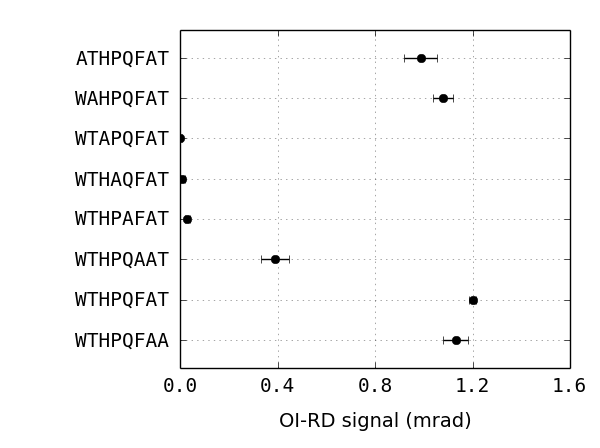 ATHPQFAT
WAHPQFAT
WTAPQFAT
WTHAQFAT
WTHPAFAT
WTHPQAAT
WTHPQFAT
WTHPQFAA
0.0 0.4 0.8 1.2 1.6
OI-RD signal (mrad)